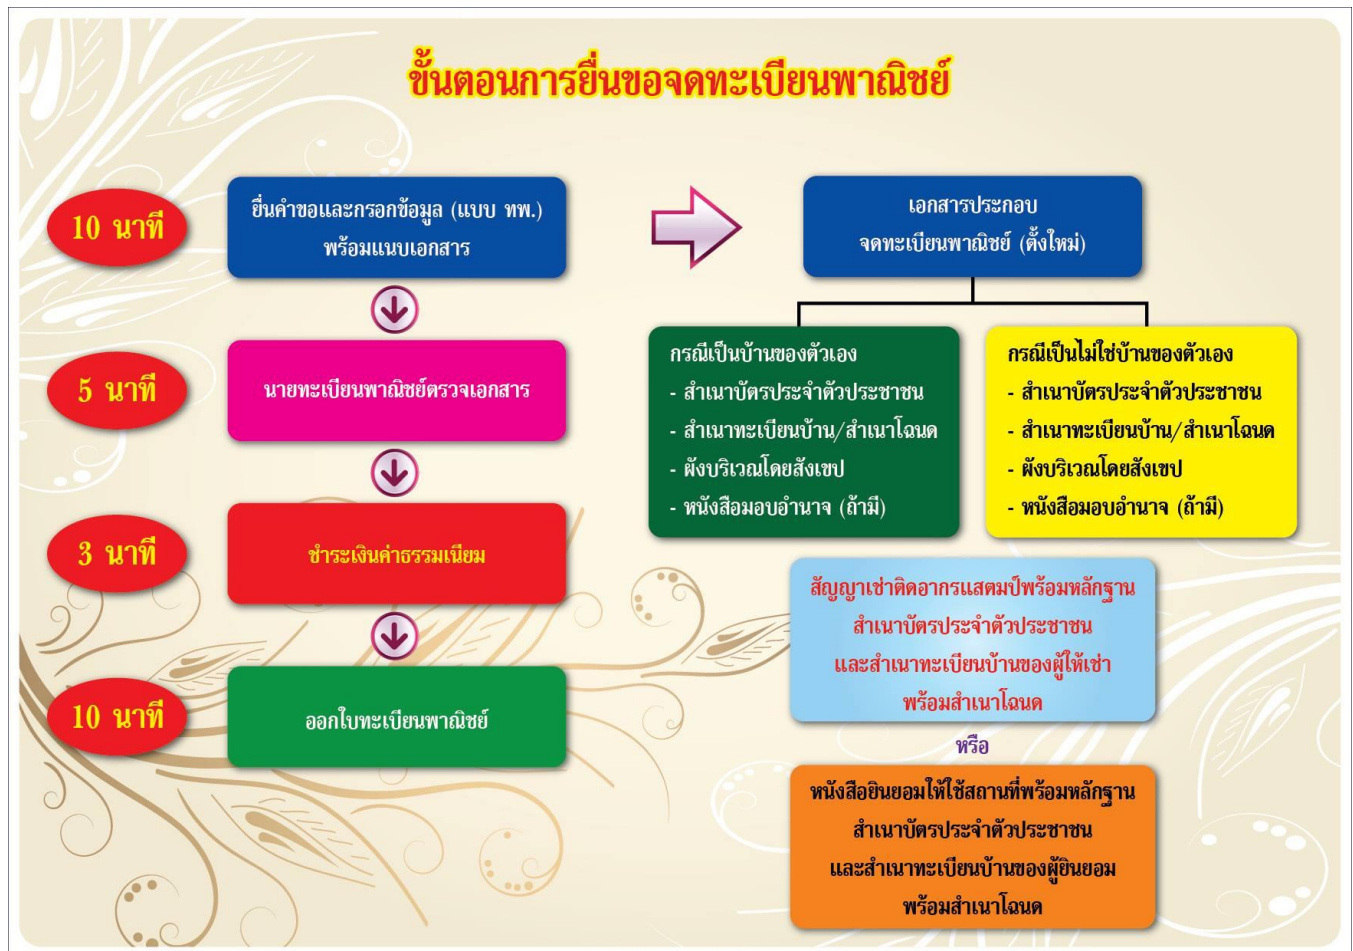 ขั้นตอนการยื่นขอจดทะเบียนพาณิชย์
10 นาที
ยื่นคำขอและกรอกข้อมูล (แบบ ทพ.)
พร้อมแนบเอกสาร
5 นาที
นายทะเบียนพาณิชย์ตรวจเอกสาร
3 นาที
ชำระเงินค่าธรรมเนียม
10 นาที
ออกใบทะเบียนพาณิชย์
เอกสารประกอบ
จดทะเบียนพาณิชย์ (ตั้งใหม่)
กรณีเป็นบ้านของตัวเอง
- สำเนาบัตรประจำตัวประชาชน
- สำเนาทะเบียนบ้าน/สำเนาโฉนด
- ผังบริเวณโดยสังเขป
- หนังสือมอบอำนาจ (ถ้ามี)
กรณีเป็นไม่ใช่บ้านของตัวเอง
- สำเนาบัตรประจำตัวประชาชน
- สำเนาทะเบียนบ้าน/สำเนาโฉนด
- ผังบริเวณโดยสังเขป
- หนังสือมอบอำนาจ (ถ้ามี)
สัญญาเช่าติดอากรแสตมป์พร้อมหลักฐาน
สำเนาบัตรประจำตัวประชาชน
และสำเนาทะเบียนบ้านของผู้ให้เช่า
พร้อมสำเนาโฉนด
หรือ
หนังสือยินยอมให้ใช้สถานที่พร้อมหลักฐาน
สำเนาบัตรประจำตัวประชาชน
และสำเนาทะเบียนบ้านของผู้ยินยอม
พร้อมสำเนาโฉนด